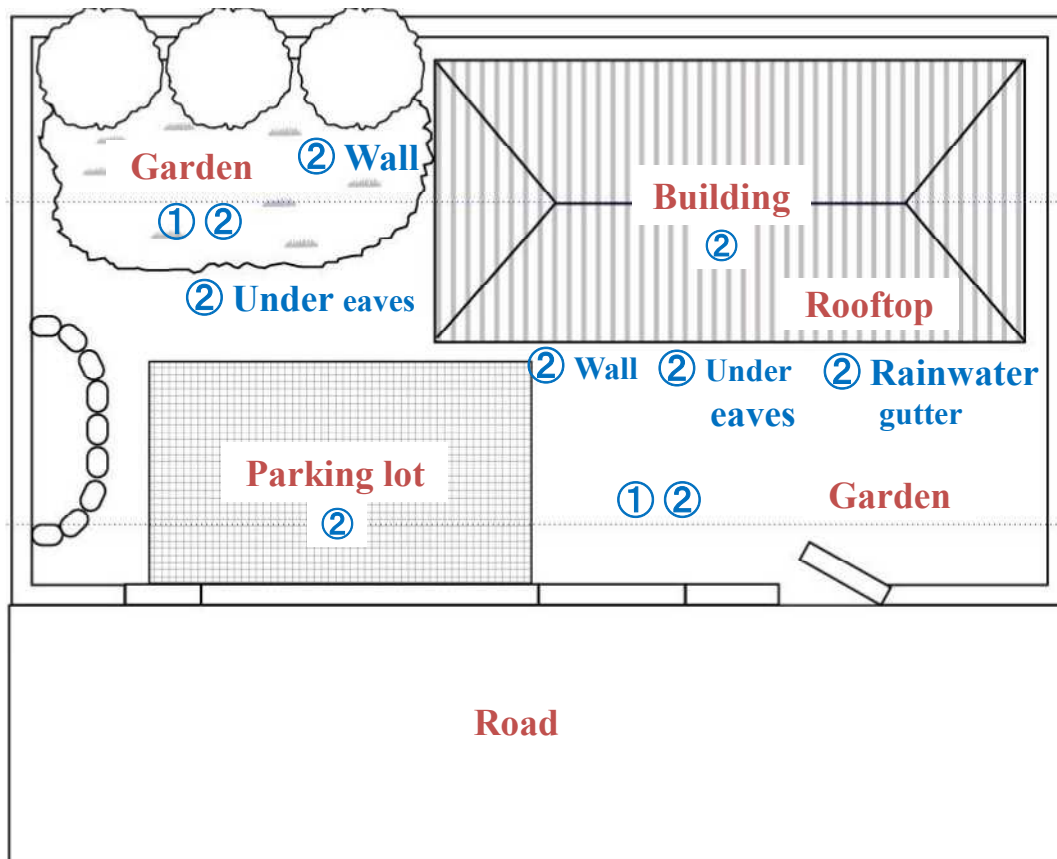 ② Wall
Garden
① ②
Building
②
② Under eaves
Rooftop
② Wall
② Under
eaves
② Rainwater
gutter
Parking lot
②
① ②
Garden
Road